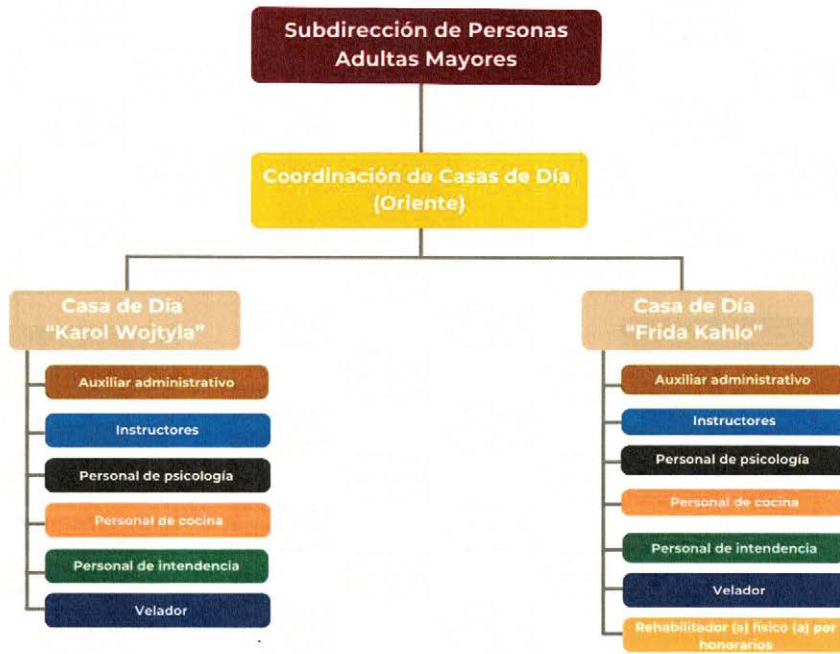 Subdirección de Personas
Adultas Mayores
Coordinación de Casas de Día
(Oriente)
Casa de Día
"Karol Wojtyla"
Auxiliar administrativo
Instructores
Personal de psicología
Personal de cocina
Personal de intendencia
Velador
Casa de Día
"Frida Kahlo"
Auxiliar administrativo
Instructores
Personal de psicología
Personal de cocina
Personal de intendencia
Velador
Rehabilitador (a) físico (a) por
honorarios